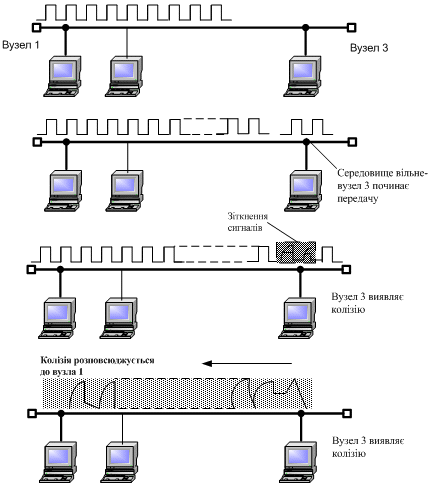 Вузел 1
Вузел 3
Середовище вільне-
вузел 3 починає
передачу
Зіткнення
сигналів
Вузел 3 виявляє
колізію
Колізія розновсюджується
до вузла 1
Вузел 3 виявляє
колізію